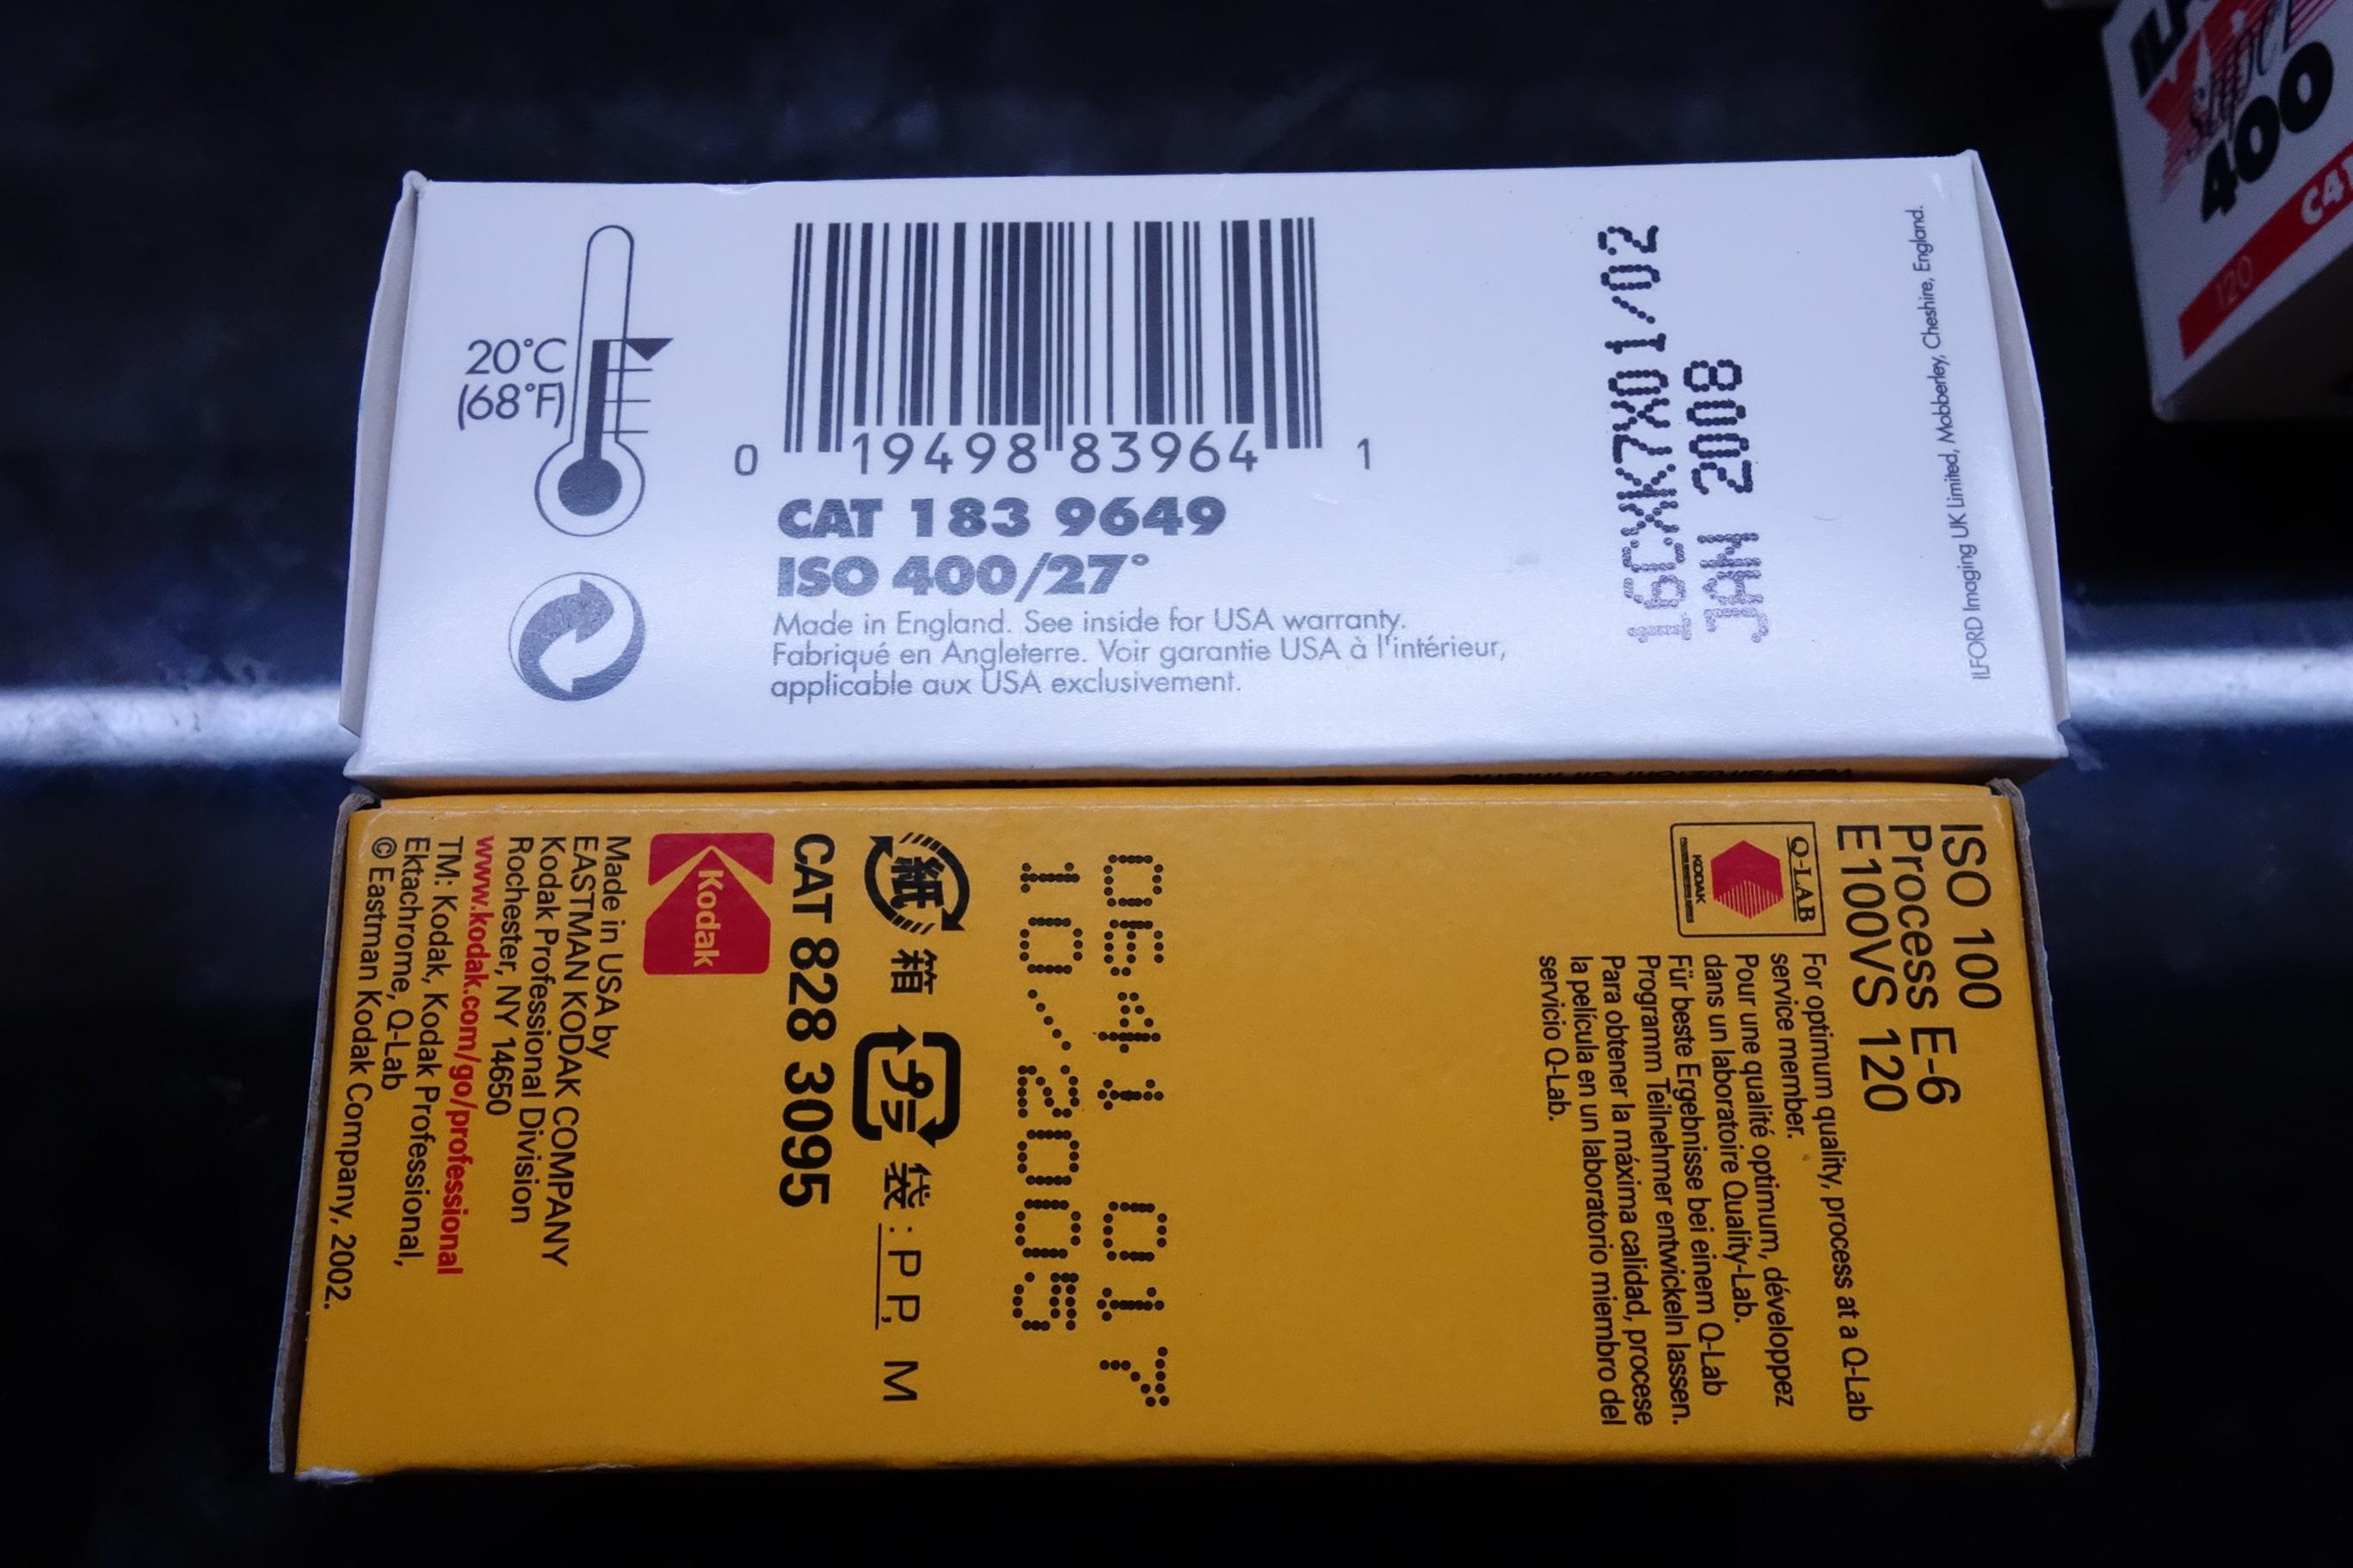 20°C
(68°F)
0 19498 83964 1
CAT 183 9649
ISO 400/27°
Made in England. See inside for USA warranty.
Fabriqué en Angleterre. Voir garantie USA à l'intérieur,
applicable aux USA exclusivement.
16CXK7X01/02
JAN 2008
ILFORD Imaging UK Limited, Mobberley, Cheshire, England.
400
C41
120
ISO 100
Process E-6
E100VS 120
Q-LAB
KODAK
For optimum quality, process at a Q-Lab
service member.
Pour une qualité optimum, développez
dans un laboratoire Quality-Lab.
Für beste Ergebnisse bei einem Q-Lab
Programm Teilnehmer entwickeln lassen.
Para obtener la máxima calidad, procese
la película en un laboratorio miembro del
servicio Q-Lab.
0641 017
10/2005
紙 箱 プラ 袋:PP, M
CAT 828 3095
Kodak
Made in USA by
EASTMAN KODAK COMPANY
Kodak Professional Division
Rochester, NY 14650
www.kodak.com/go/professional
TM: Kodak, Kodak Professional,
Ektachrome, Q-Lab
© Eastman Kodak Company, 2002.